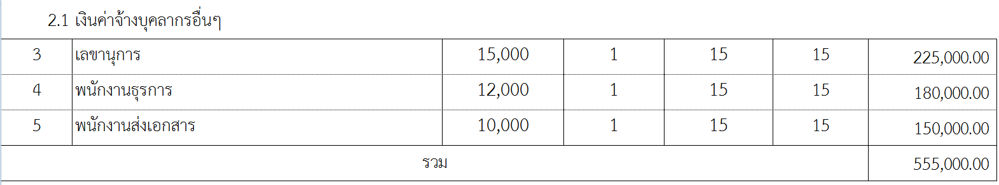 2.1 เงินค่าจ้างบุคลากรอื่นๆ
3 เลขานุการ 15,000 1 15 15 225,000.00
4 พนักงานธุรการ 12,000 1 15 15 180,000.00
5 พนักงานส่งเอกสาร 10,000 1 15 15 150,000.00
รวม 555,000.00